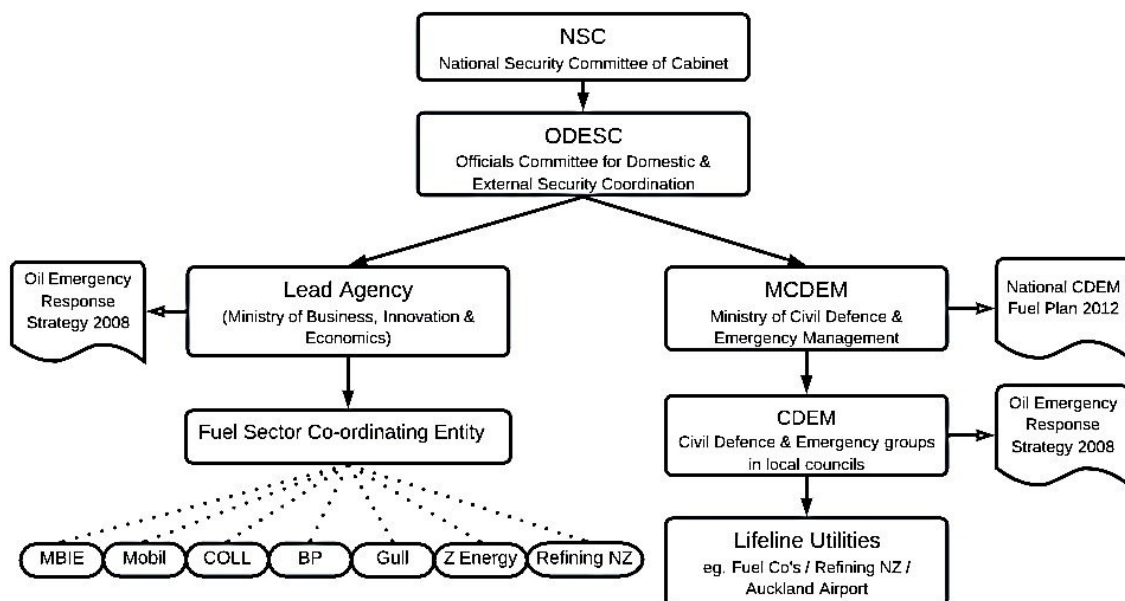 NSC
National Security Committee of Cabinet
ODESC
Officials Committee for Domestic &
External Security Coordination
Oil Emergency
Response
Strategy 2008
Lead Agency
(Ministry of Business, Innovation &
Economics)
MCDEM
Ministry of Civil Defence &
Emergency Management
National CDEM
Fuel Plan 2012
Fuel Sector Co-ordinating Entity
CDEM
Civil Defence & Emergency groups
in local councils
Oil Emergency
Response
Strategy 2008
MBIE
Mobil
COLL
BP
Gull
Z Energy
Refining NZ
Lifeline Utilities
eg. Fuel Co's / Refining NZ /
Auckland Airport